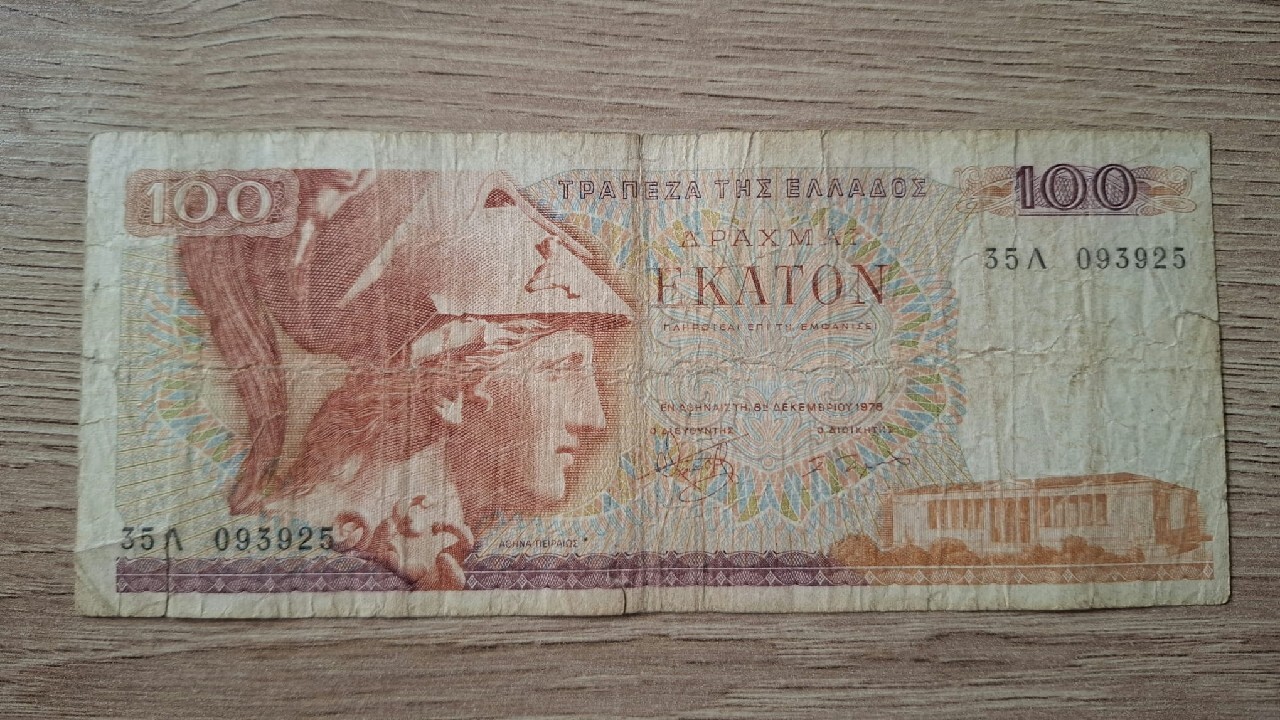 100
ΤΡΑΠΕΖΑ ΤΗΣ ΕΛΛΑΔΟΣ
100
ΔΡΑΧΜΑΙ
35Λ 093925
ΕΚΑΤΟΝ
ΠΛΗΡΩΤΕΑΙ ΕΠΙ ΤΗ ΕΜΦΑΝΙΣΕΙ
ΕΝ ΑΘΗΝΑΙΣ ΤΗ, 8ῃ ΔΕΚΕΜΒΡΙΟΥ 1978
Ο ΔΙΕΥΘΥΝΤΗΣ Ο ΔΙΟΙΚΗΤΗΣ
35Λ 093925
ΑΘΗΝΑ ΠΕΙΡΑΙΩΣ